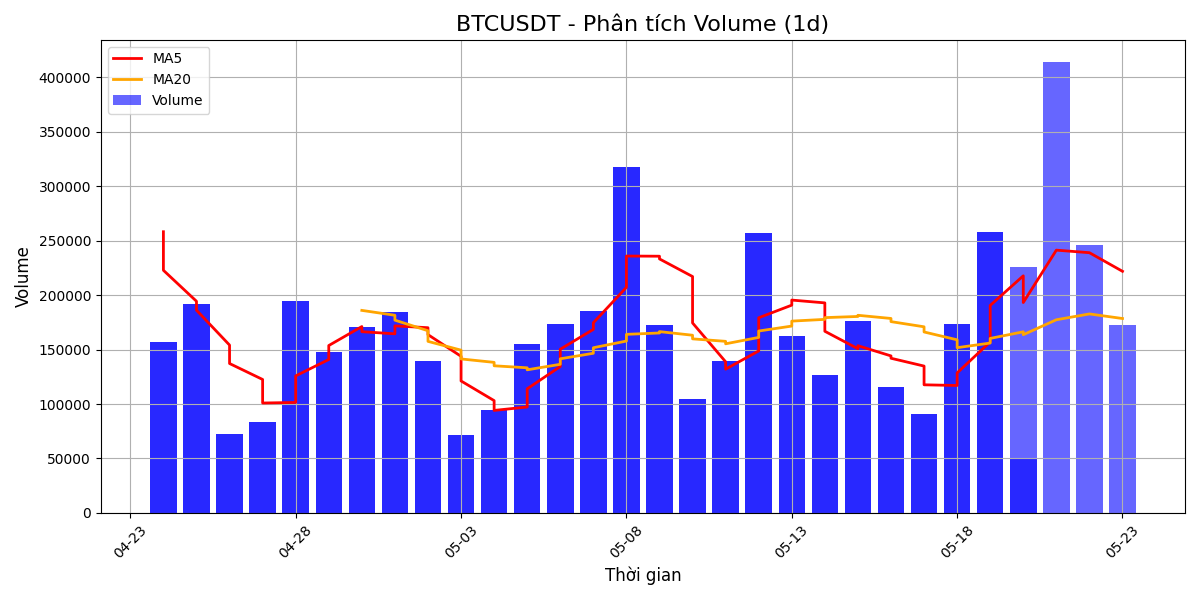 BTCUSDT - Phân tích Volume (1d)
MA5
MA20
Volume
Volume
400000
350000
300000
250000
200000
150000
100000
50000
0
04-23
04-28
05-03
05-08
05-13
05-18
05-23
Thời gian